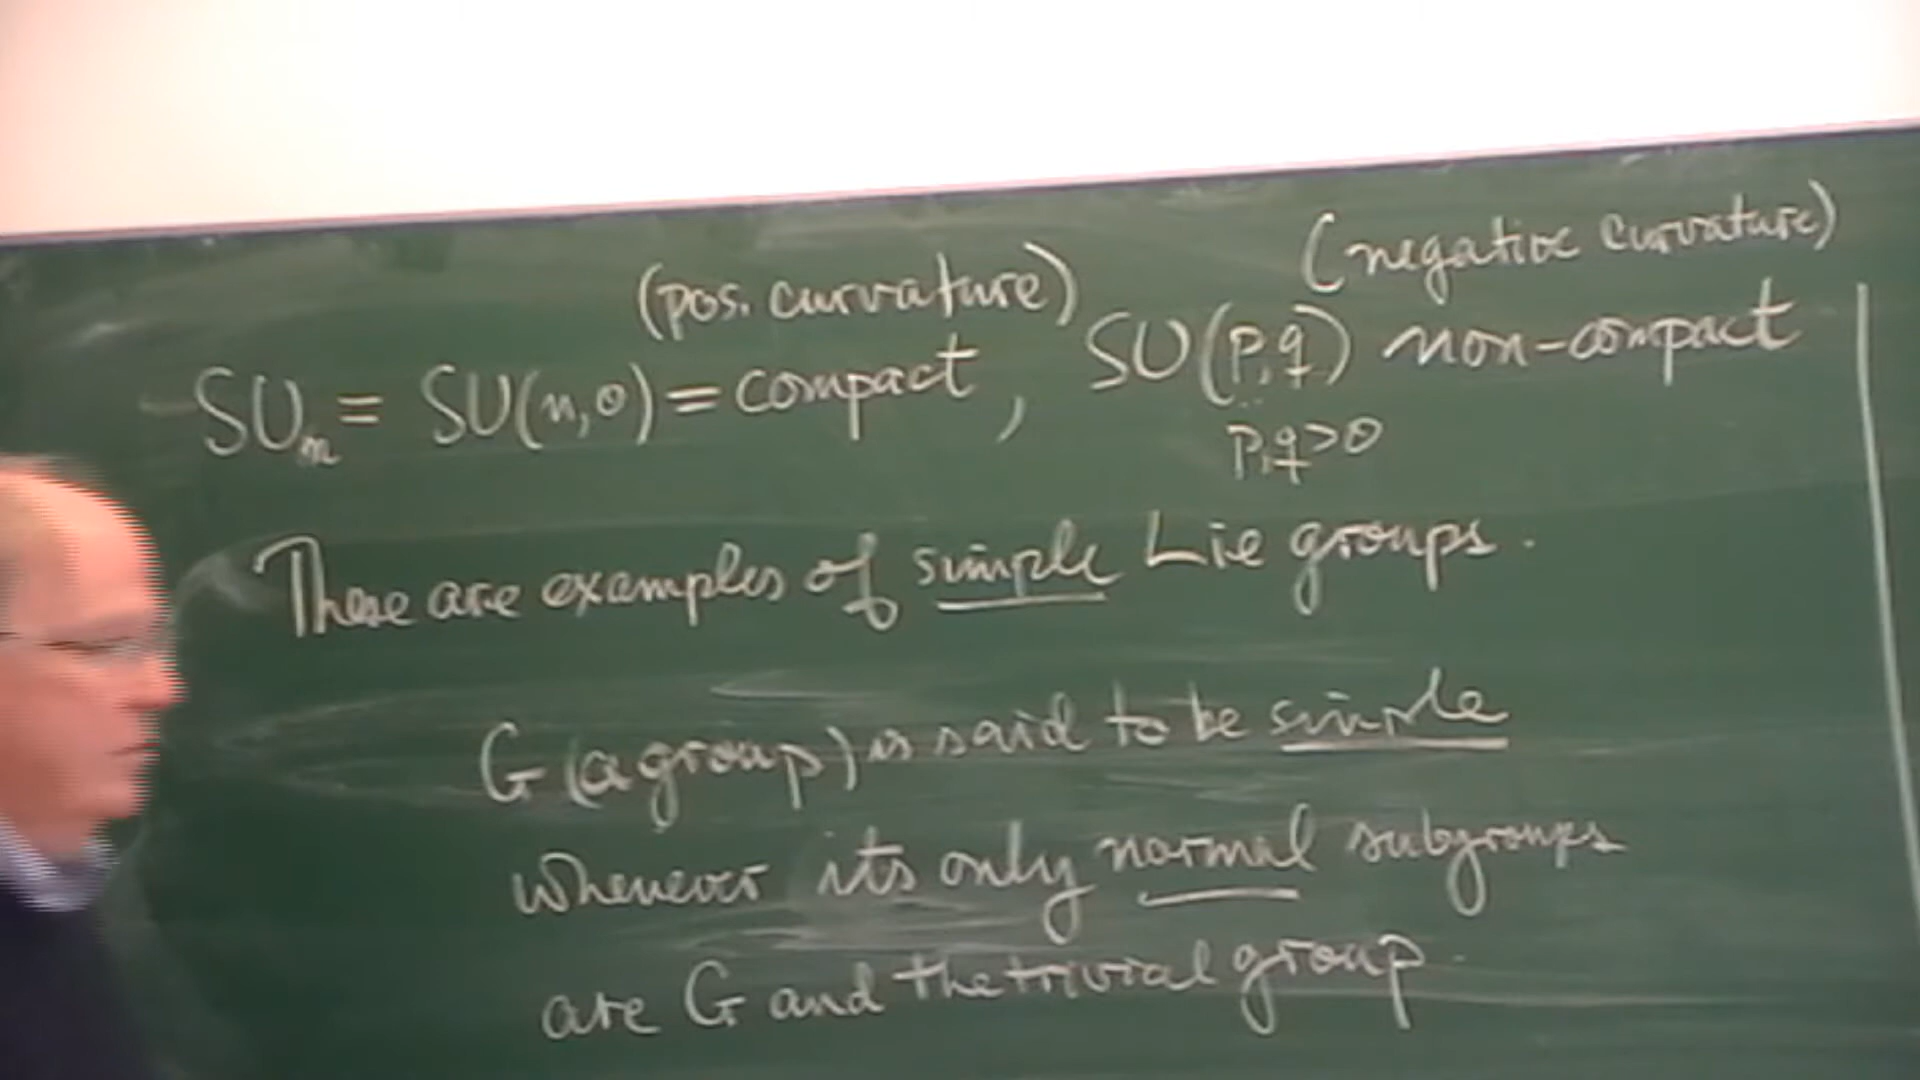 (pos. curvature) (negative curvature)
SUₙ ≡ SU(n,0) = compact, SU(p,q) non-compact
p,q>0
These are examples of simple Lie groups.
G (a group) is said to be simple
whenever its only normal subgroups
are G and the trivial group.